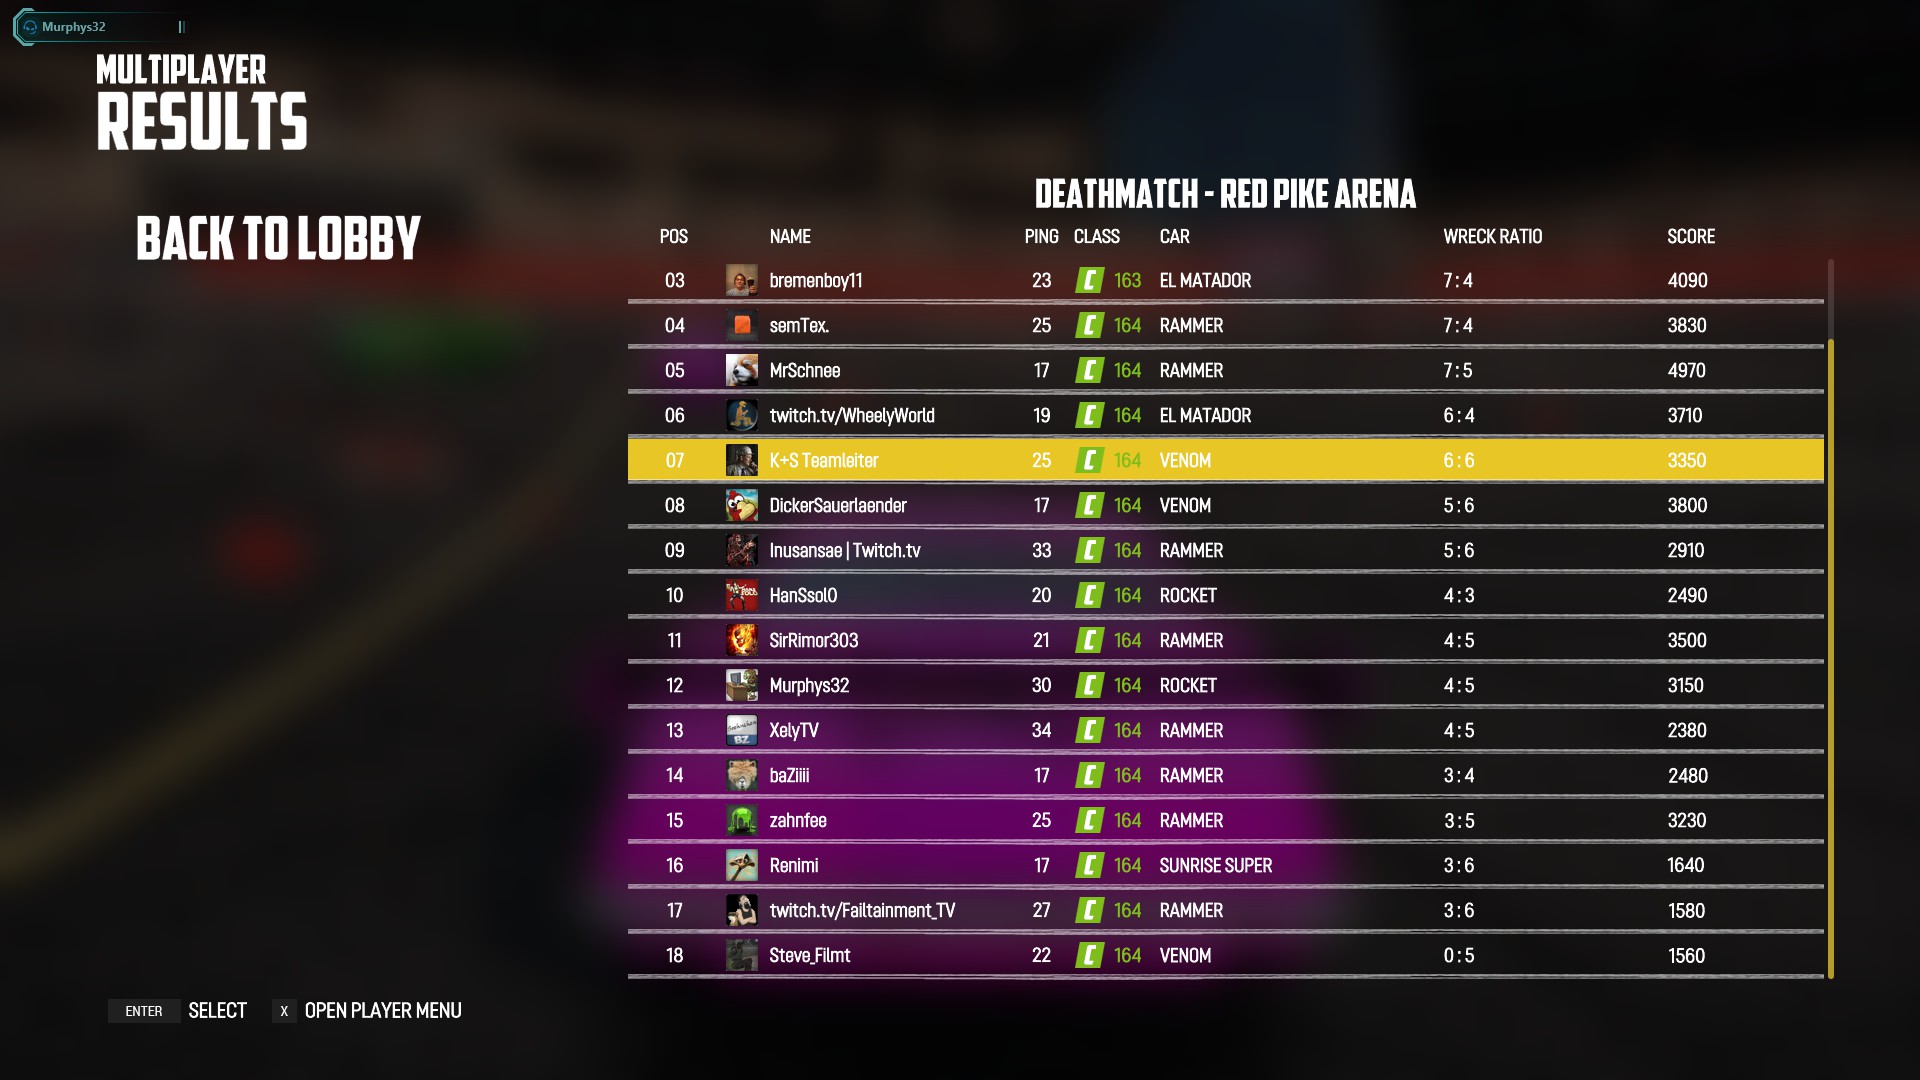 Murphys32
MULTIPLAYER
RESULTS
BACK TO LOBBY
DEATHMATCH - RED PIKE ARENA
POS NAME PING CLASS CAR WRECK RATIO SCORE
03 bremenboy11 23 C 163 EL MATADOR 7 : 4 4090
04 semTex. 25 C 164 RAMMER 7 : 4 3830
05 MrSchnee 17 C 164 RAMMER 7 : 5 4970
06 twitch.tv/WheelyWorld 19 C 164 EL MATADOR 6 : 4 3710
07 K+S Teamleiter 25 C 164 VENOM 6 : 6 3350
08 DickerSauerlaender 17 C 164 VENOM 5 : 6 3800
09 Inusansae | Twitch.tv 33 C 164 RAMMER 5 : 6 2910
10 HanSsolO 20 C 164 ROCKET 4 : 3 2490
11 SirRimor303 21 C 164 RAMMER 4 : 5 3500
12 Murphys32 30 C 164 ROCKET 4 : 5 3150
13 XelyTV 34 C 164 RAMMER 4 : 5 2380
14 baZiiii 17 C 164 RAMMER 3 : 4 2480
15 zahnfee 25 C 164 RAMMER 3 : 5 3230
16 Renimi 17 C 164 SUNRISE SUPER 3 : 6 1640
17 twitch.tv/Failtainment_TV 27 C 164 RAMMER 3 : 6 1580
18 Steve_Filmt 22 C 164 VENOM 0 : 5 1560
ENTER SELECT X OPEN PLAYER MENU